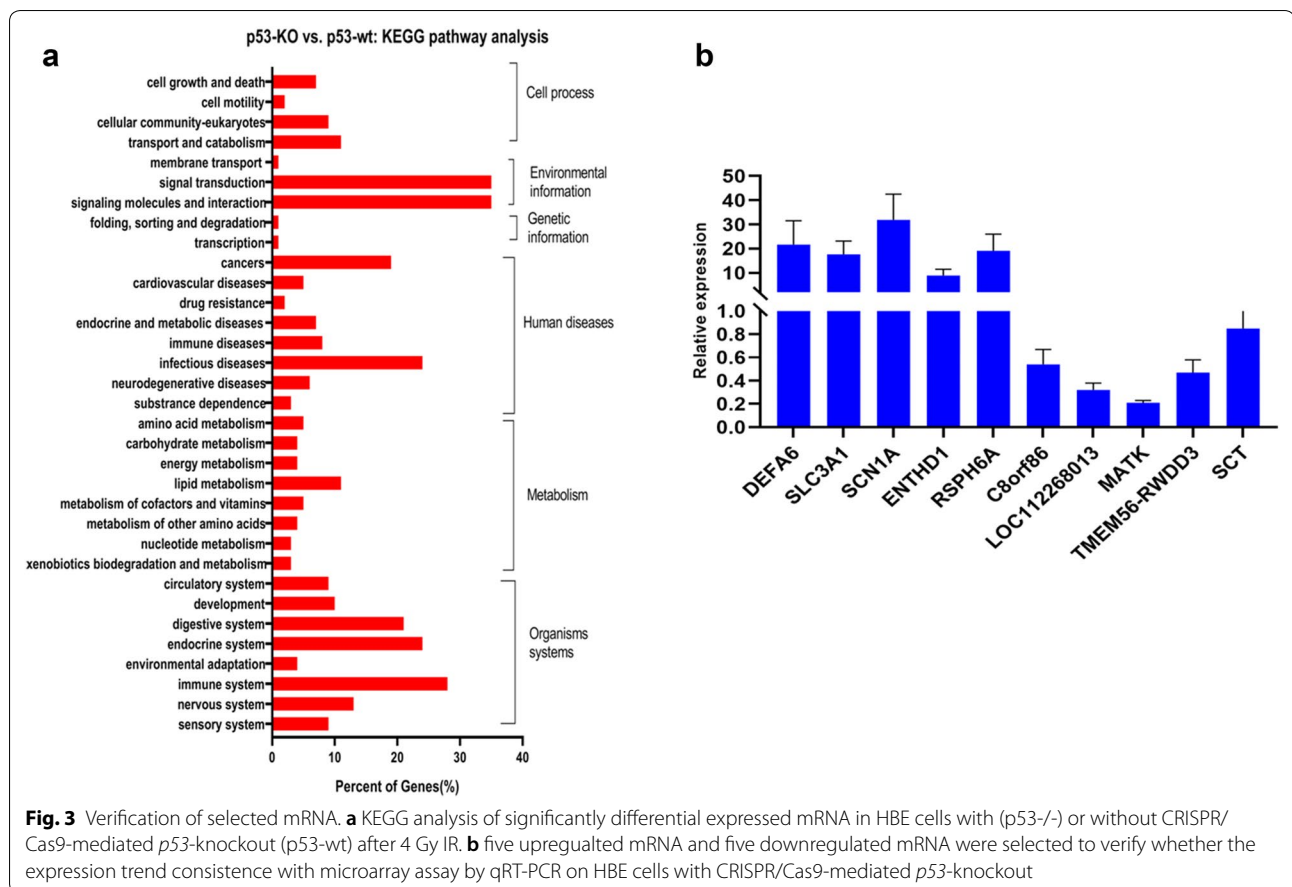 a
p53-KO vs. p53-wt: KEGG pathway analysis
cell growth and death
cell motility
cellular community-eukaryotes
transport and catabolism
Cell process
membrane transport
signal transduction
signaling molecules and interaction
Environmental
information
folding, sorting and degradation
transcription
Genetic
information
cancers
cardiovascular diseases
drug resistance
endocrine and metabolic diseases
immune diseases
infectious diseases
neurodegenerative diseases
substrance dependence
Human diseases
amino acid metabolism
carbohydrate metabolism
energy metabolism
lipid metabolism
metabolism of cofactors and vitamins
metabolism of other amino acids
nucleotide metabolism
xenobiotics biodegradation and metabolism
Metabolism
circulatory system
development
digestive system
endocrine system
environmental adaptation
immune system
nervous system
sensory system
Organisms
systems
0 10 20 30 40
Percent of Genes(%)
b
Relative expression
50
40
30
20
10
1.0
0.8
0.6
0.4
0.2
0.0
DEFA6
SLC3A1
SCN1A
ENTHD1
RSPH6A
C8orf86
LOC112268013
MATK
TMEM56-RWDD3
SCT
Fig. 3 Verification of selected mRNA. a KEGG analysis of significantly differential expressed mRNA in HBE cells with (p53-/-) or without CRISPR/
Cas9-mediated p53-knockout (p53-wt) after 4 Gy IR. b five upregualted mRNA and five downregulated mRNA were selected to verify whether the
expression trend consistence with microarray assay by qRT-PCR on HBE cells with CRISPR/Cas9-mediated p53-knockout